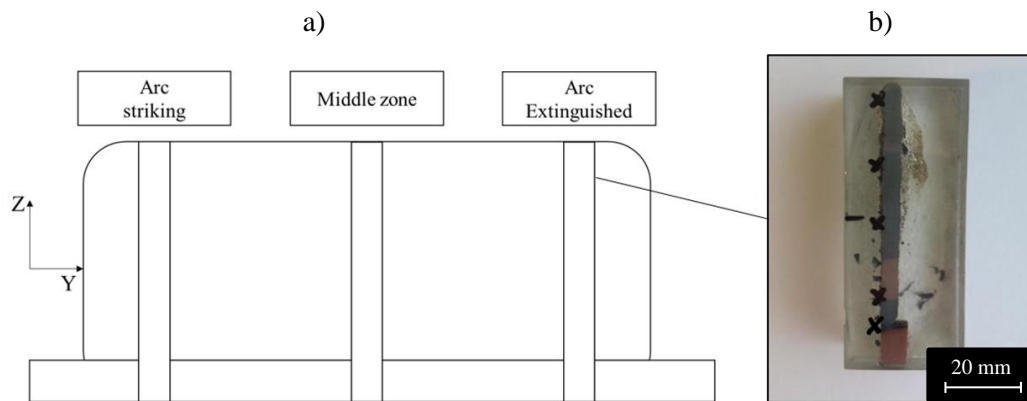 a)
b)
Arc
striking
Middle zone
Arc
Extinguished
Z
Y
20 mm